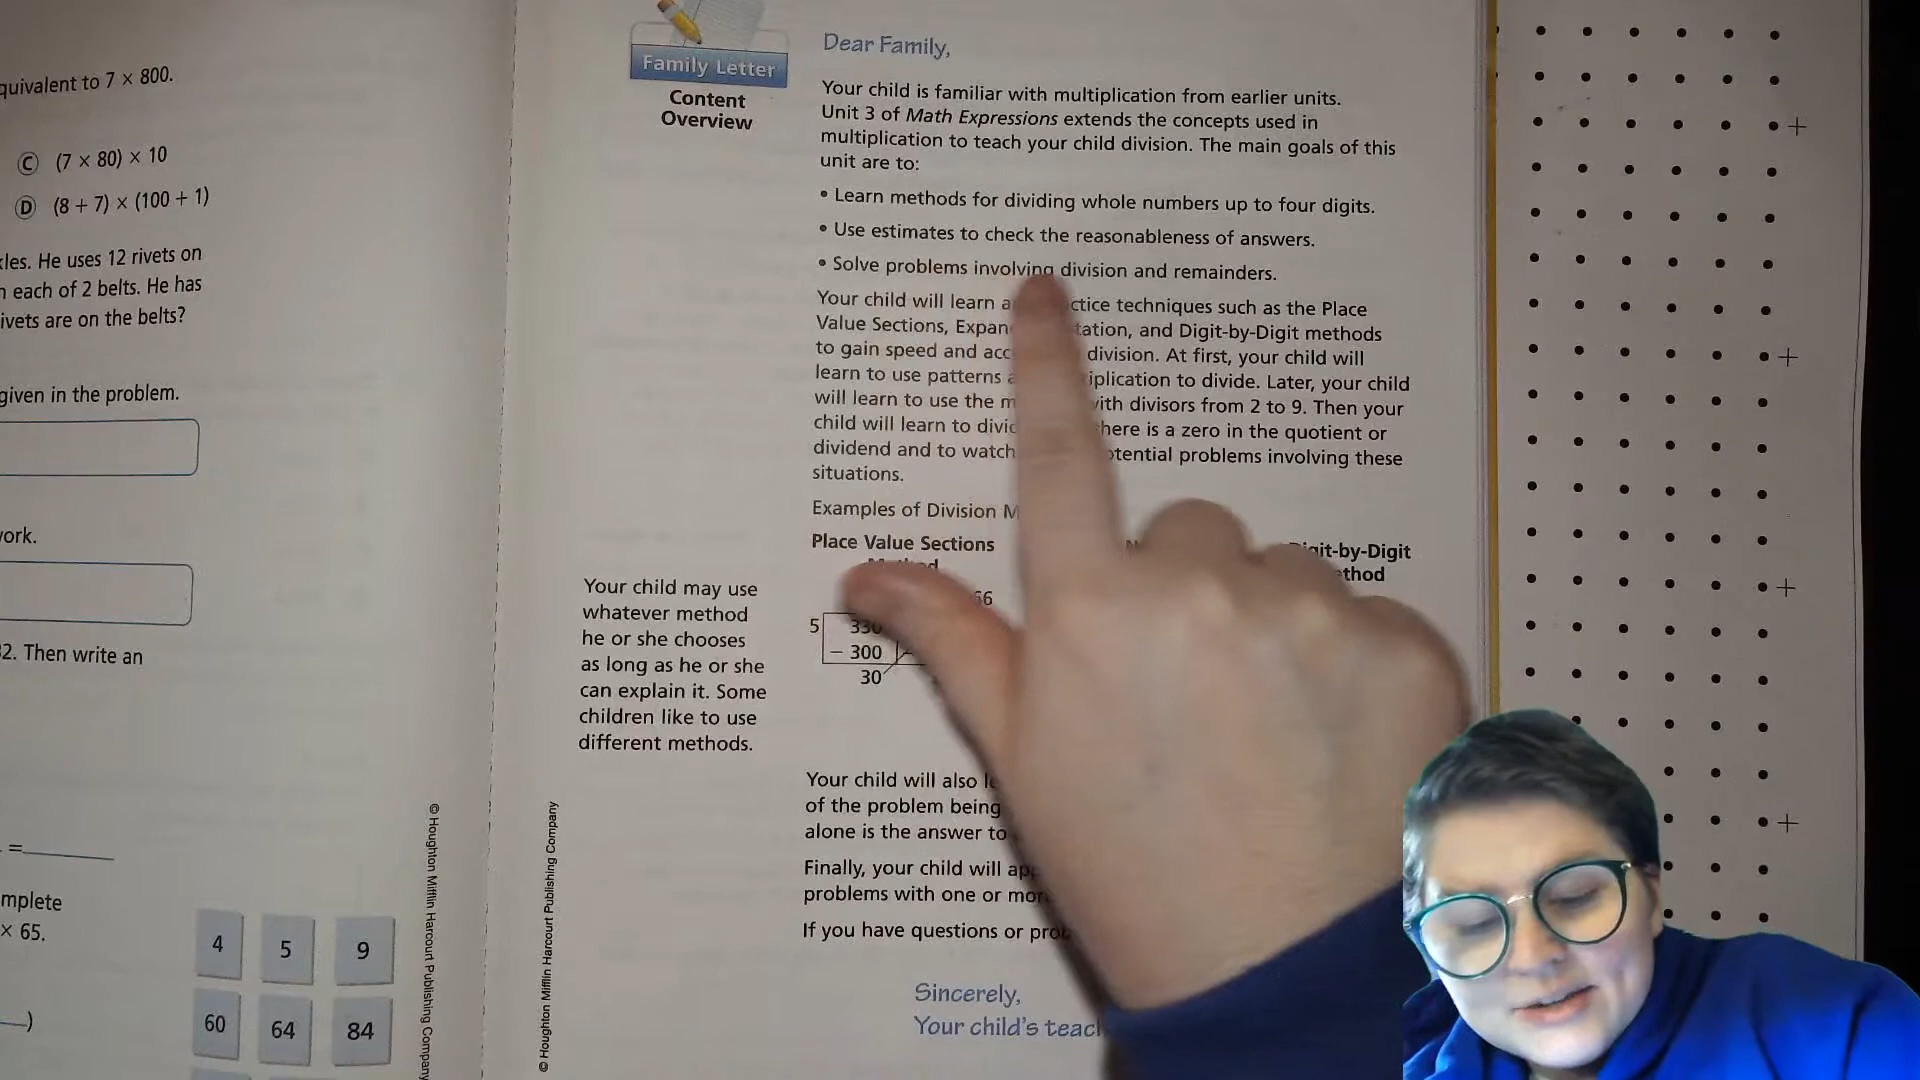 quivalent to 7 × 800.
C (7 × 80) × 10
D (8 + 7) × (100 + 1)
les. He uses 12 rivets on
n each of 2 belts. He has
ivets are on the belts?
given in the problem.
ork.
2. Then write an
=
mplete
× 65.
)
4 5 9
60 64 84
© Houghton Mifflin Harcourt Publishing Company
© Houghton Mifflin Harcourt Publishing Company
Family Letter
Content
Overview
Dear Family,
Your child is familiar with multiplication from earlier units.
Unit 3 of Math Expressions extends the concepts used in
multiplication to teach your child division. The main goals of this
unit are to:
• Learn methods for dividing whole numbers up to four digits.
• Use estimates to check the reasonableness of answers.
• Solve problems involving division and remainders.
Your child will learn a ctice techniques such as the Place
Value Sections, Expan tation, and Digit-by-Digit methods
to gain speed and acc division. At first, your child will
learn to use patterns iplication to divide. Later, your child
will learn to use the m ith divisors from 2 to 9. Then your
child will learn to divid here is a zero in the quotient or
dividend and to watch otential problems involving these
situations.
Examples of Division M
Place Value Sections
igit-by-Digit
thod
66
5 330
− 300
30
Your child may use
whatever method
he or she chooses
as long as he or she
can explain it. Some
children like to use
different methods.
Your child will also le
of the problem being
alone is the answer to
Finally, your child will app
problems with one or mor
If you have questions or prob
Sincerely,
Your child's teac